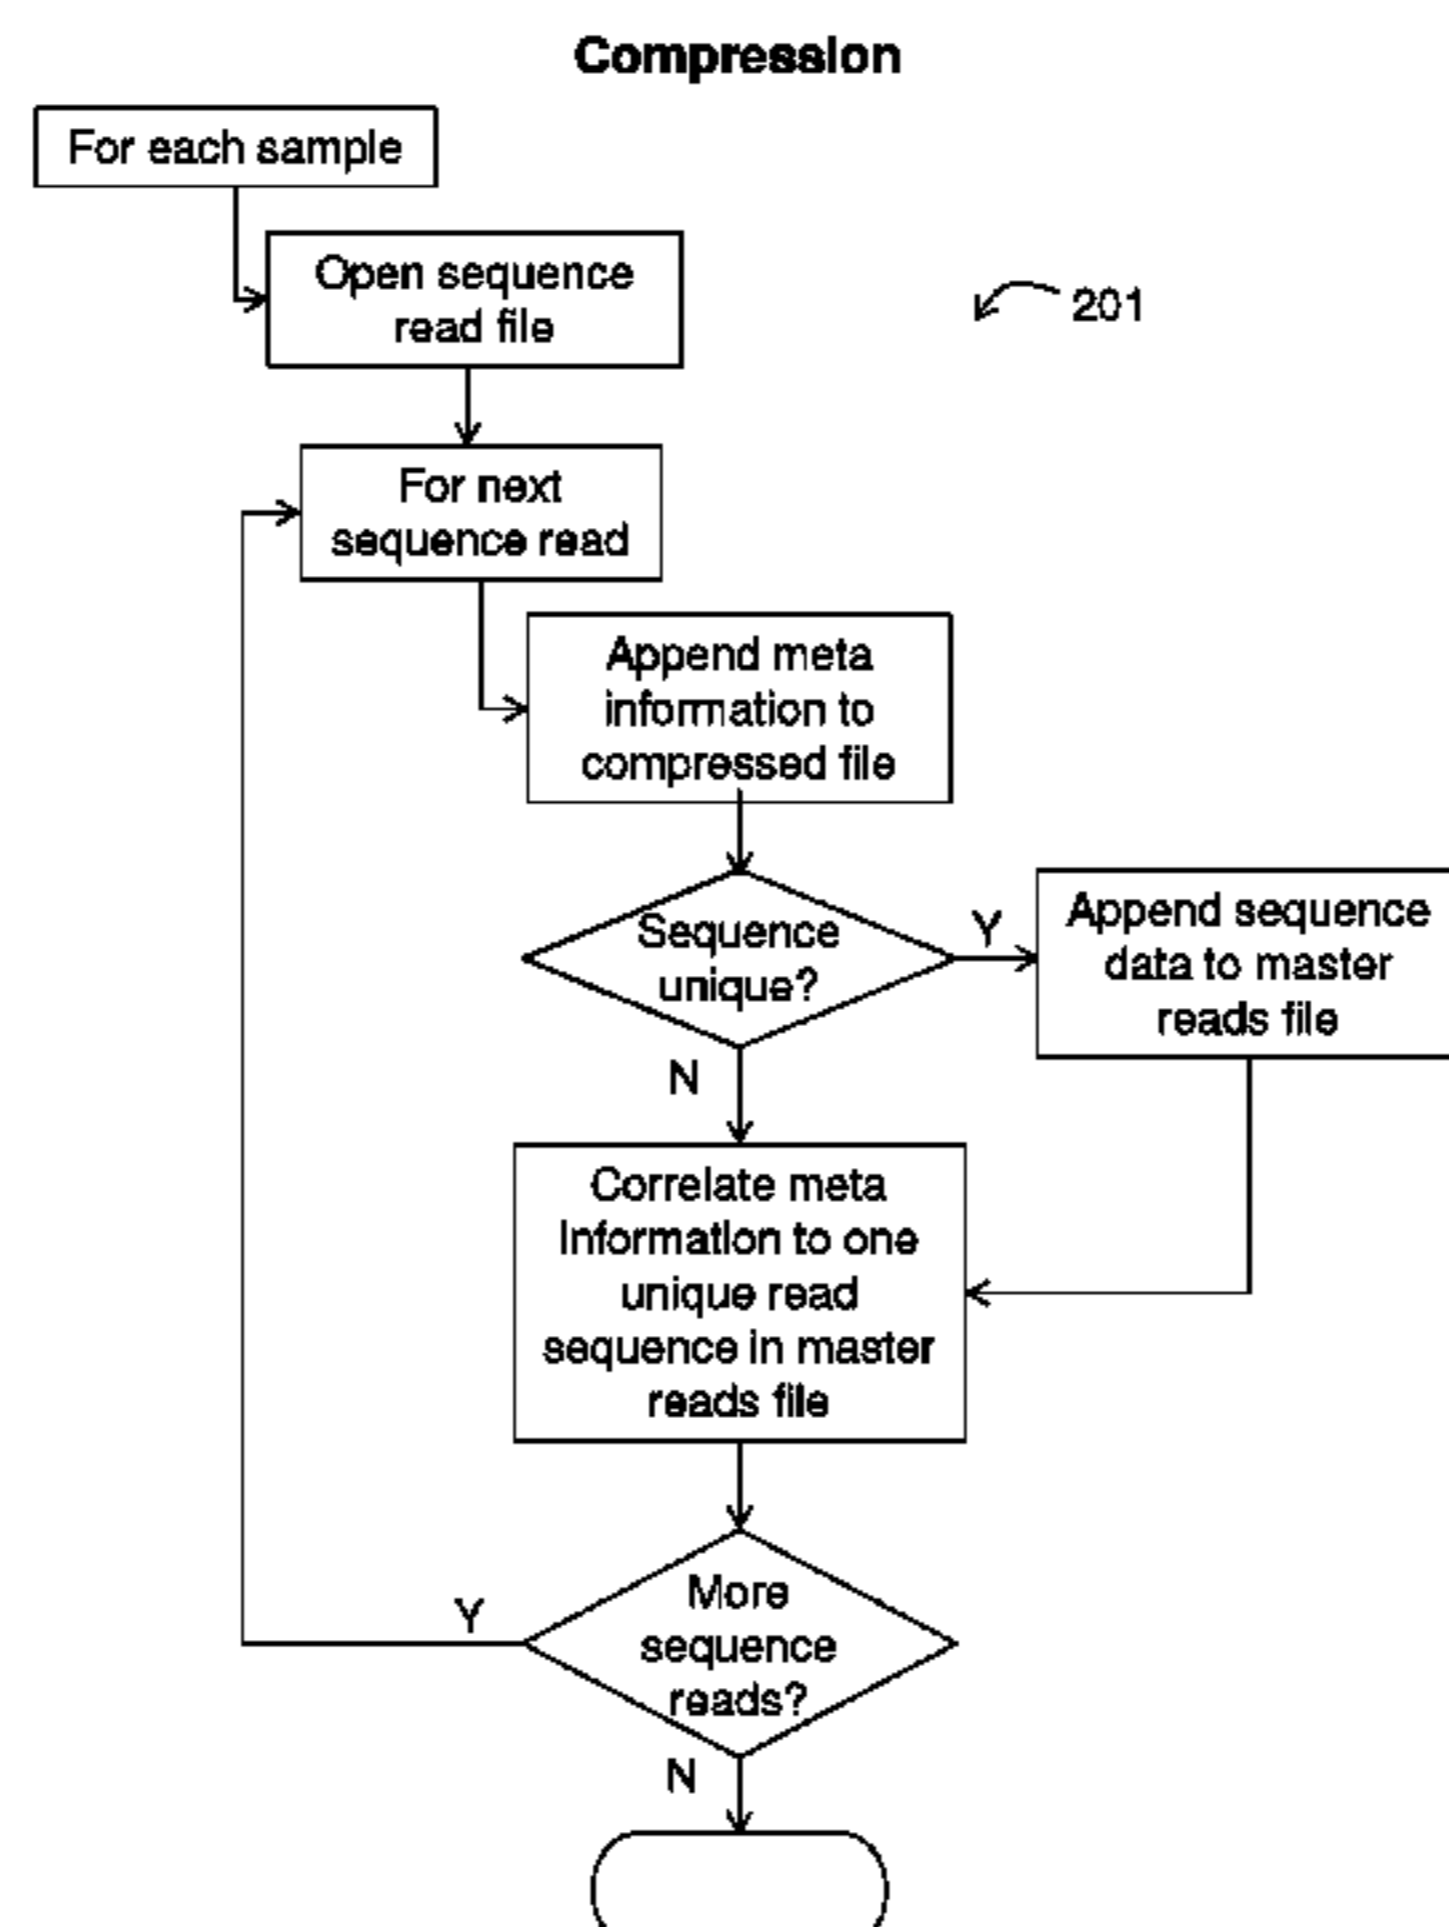 Compression
For each sample
Open sequence
read file
201
For next
sequence read
Append meta
information to
compressed file
Sequence
unique?
Y
Append sequence
data to master
reads file
N
Correlate meta
Information to one
unique read
sequence in master
reads file
More
sequence
reads?
Y
N